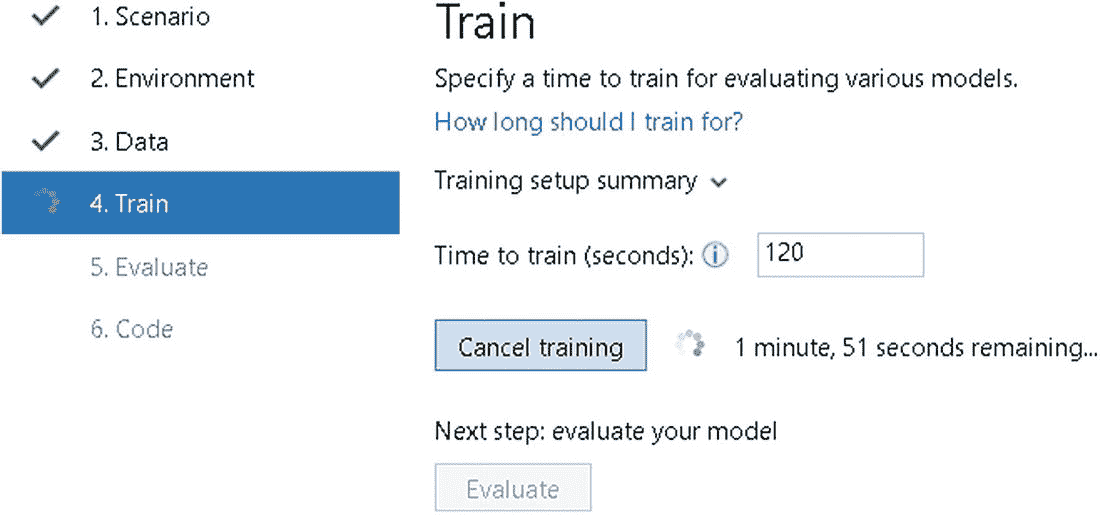 1. Scenario
2. Environment
3. Data
4. Train
5. Evaluate
6. Code
Train
Specify a time to train for evaluating various models.
How long should I train for?
Training setup summary
Time to train (seconds): i 120
Cancel training 1 minute, 51 seconds remaining...
Next step: evaluate your model
Evaluate